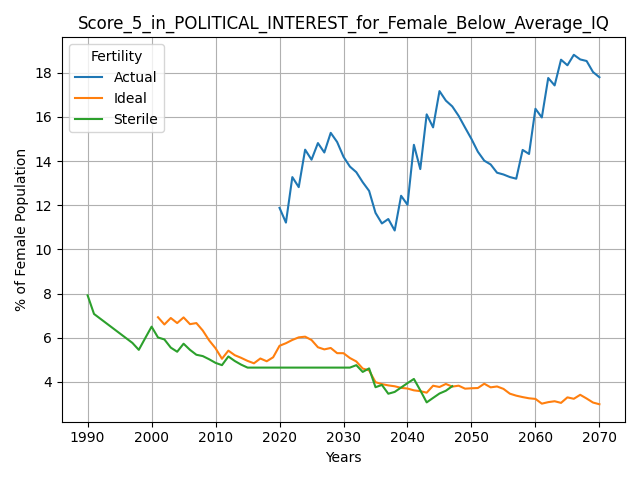 Score_5_in_POLITICAL_INTEREST_for_Female_Below_Average_IQ
Fertility
Actual
Ideal
Sterile
% of Female Population
18
16
14
12
10
8
6
4
1990 2000 2010 2020 2030 2040 2050 2060 2070
Years